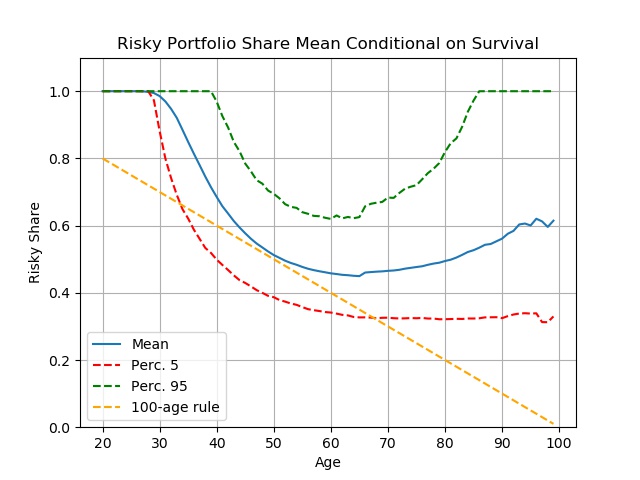 Risky Portfolio Share Mean Conditional on Survival
1.0
0.8
0.6
0.4
0.2
0.0
Risky Share
Mean
Perc. 5
Perc. 95
100-age rule
20 30 40 50 60 70 80 90 100
Age